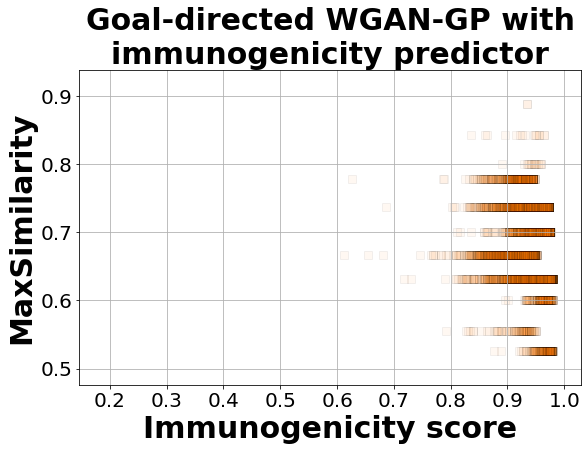 Goal-directed WGAN-GP with
immunogenicity predictor
MaxSimilarity
0.9
0.8
0.7
0.6
0.5
0.2 0.3 0.4 0.5 0.6 0.7 0.8 0.9 1.0
Immunogenicity score